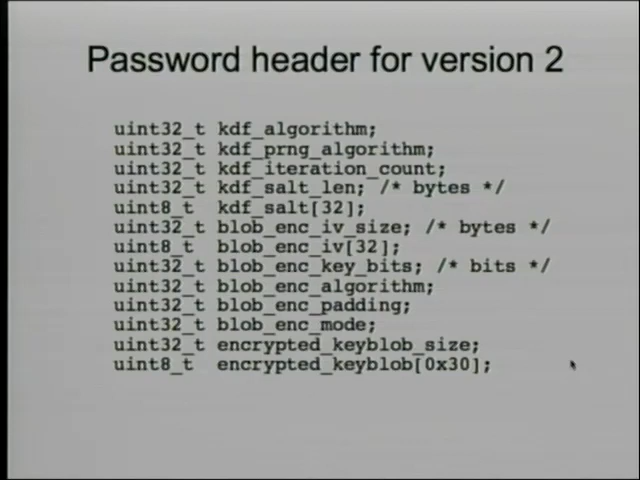 Password header for version 2
uint32_t kdf_algorithm;
uint32_t kdf_prng_algorithm;
uint32_t kdf_iteration_count;
uint32_t kdf_salt_len; /* bytes */
uint8_t  kdf_salt[32];
uint32_t blob_enc_iv_size; /* bytes */
uint8_t  blob_enc_iv[32];
uint32_t blob_enc_key_bits; /* bits */
uint32_t blob_enc_algorithm;
uint32_t blob_enc_padding;
uint32_t blob_enc_mode;
uint32_t encrypted_keyblob_size;
uint8_t  encrypted_keyblob[0x30];